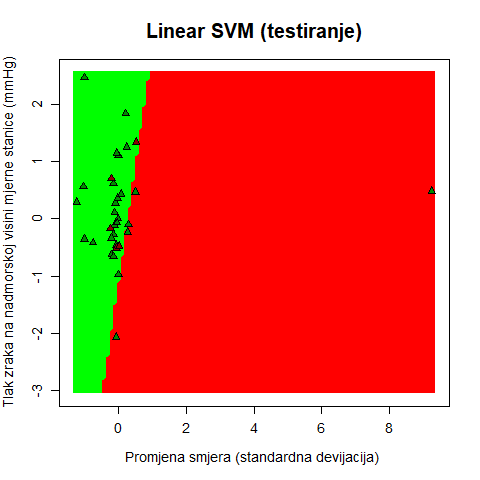 Linear SVM (testiranje)
Tlak zraka na nadmorskoj visini mjerne stanice (mmHg)
2
1
0
-1
-2
-3
0 2 4 6 8
Promjena smjera (standardna devijacija)